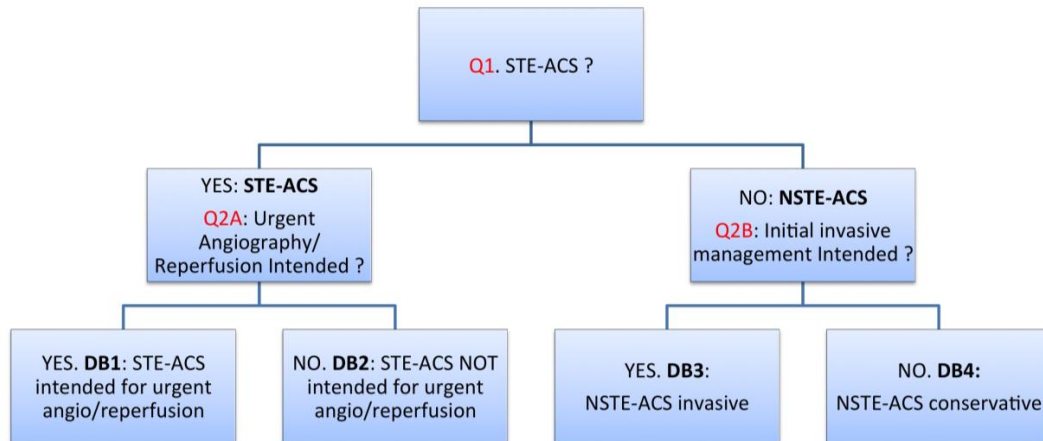 Q1. STE-ACS ?
YES: STE-ACS
Q2A: Urgent
Angiography/
Reperfusion Intended ?
NO: NSTE-ACS
Q2B: Initial invasive
management Intended ?
YES. DB1: STE-ACS
intended for urgent
angio/reperfusion
NO. DB2: STE-ACS NOT
intended for urgent
angio/reperfusion
YES. DB3:
NSTE-ACS invasive
NO. DB4:
NSTE-ACS conservative